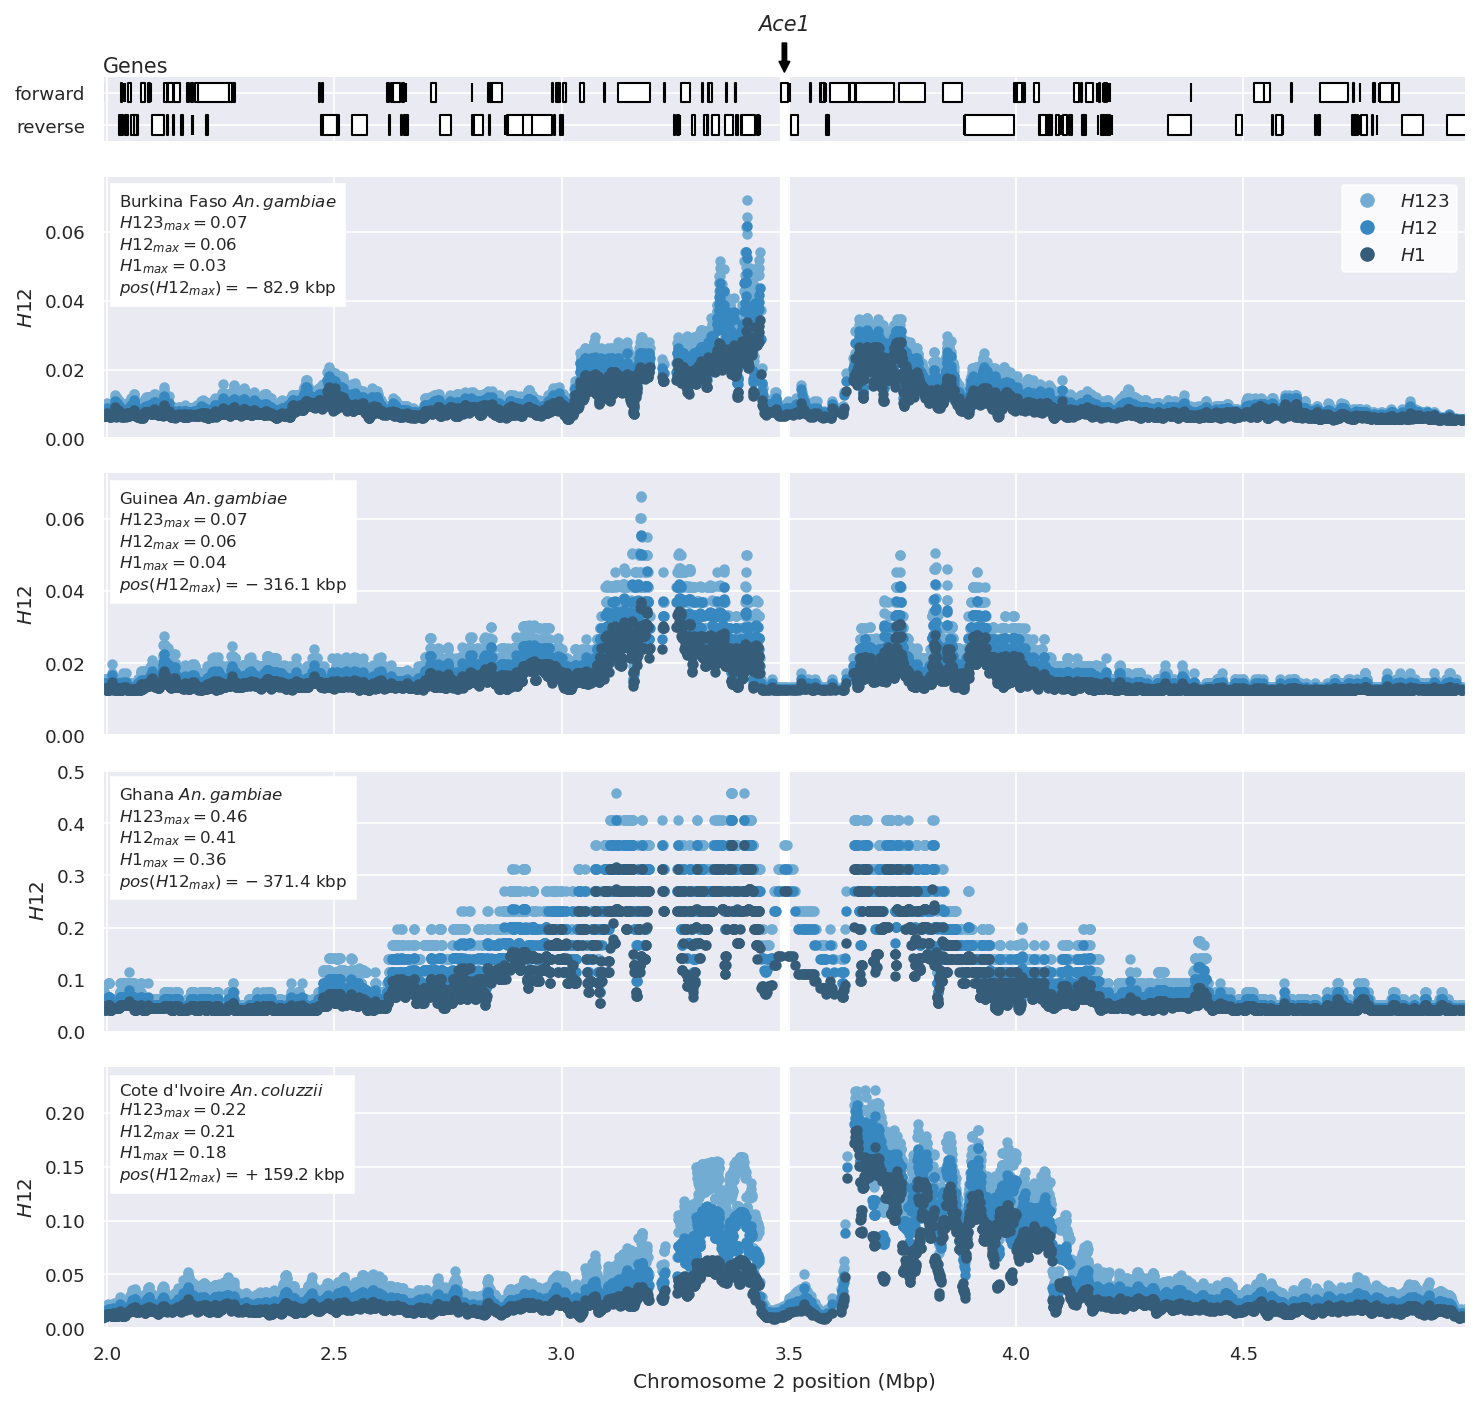 Ace1
Genes
forward
reverse
Burkina Faso An. gambiae
H123max = 0.07
H12max = 0.06
H1max = 0.03
pos(H12max) = − 82.9 kbp
H123
H12
H1
0.06
0.04
0.02
0.00
H12
Guinea An. gambiae
H123max = 0.07
H12max = 0.06
H1max = 0.04
pos(H12max) = − 316.1 kbp
0.06
0.04
0.02
0.00
H12
Ghana An. gambiae
H123max = 0.46
H12max = 0.41
H1max = 0.36
pos(H12max) = − 371.4 kbp
0.5
0.4
0.3
0.2
0.1
0.0
H12
Cote d'Ivoire An. coluzzii
H123max = 0.22
H12max = 0.21
H1max = 0.18
pos(H12max) = + 159.2 kbp
0.20
0.15
0.10
0.05
0.00
H12
2.0 2.5 3.0 3.5 4.0 4.5
Chromosome 2 position (Mbp)